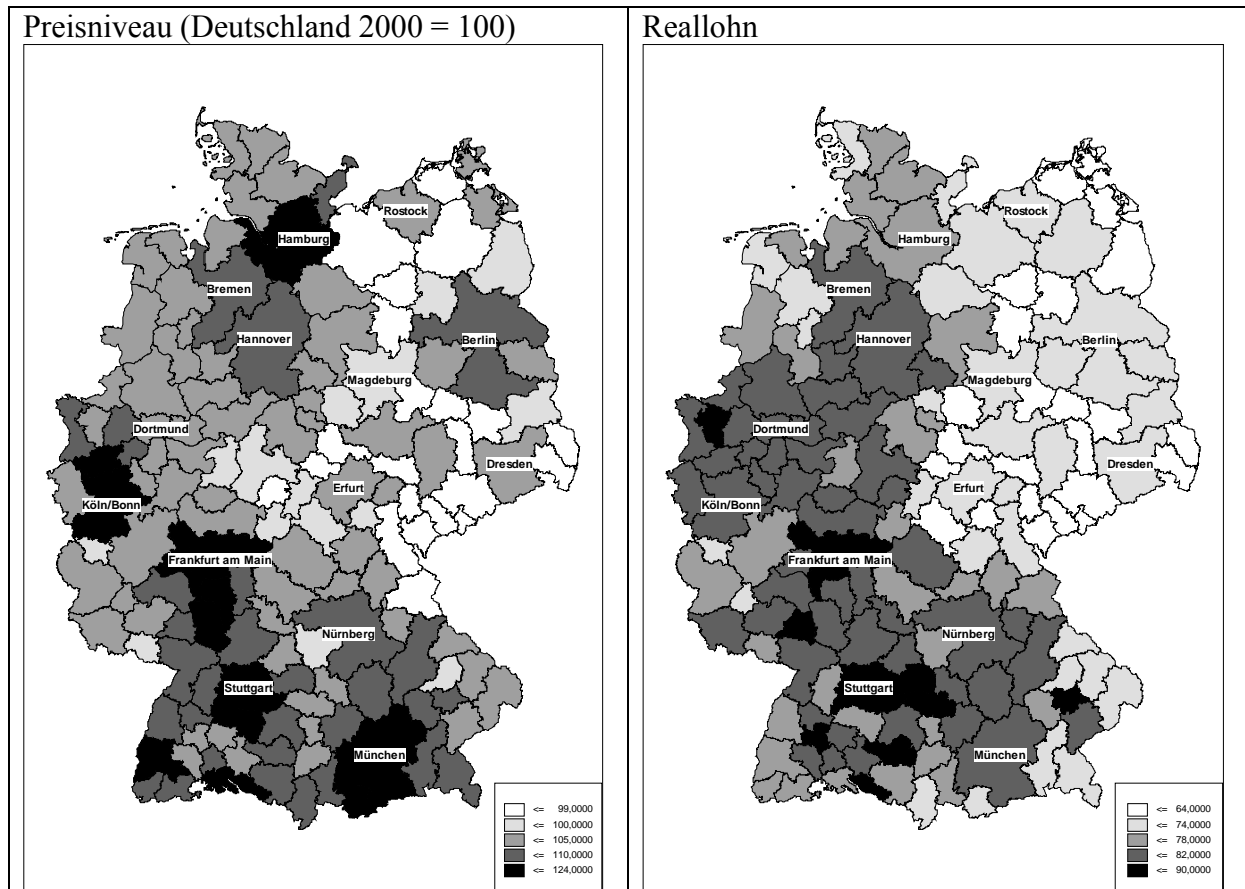 Preisniveau (Deutschland 2000 = 100)
Rostock
Hamburg
Bremen
Hannover
Berlin
Magdeburg
Dortmund
Dresden
Köln/Bonn
Erfurt
Frankfurt am Main
Nürnberg
Stuttgart
München
<= 99,0000
<= 100,0000
<= 105,0000
<= 110,0000
<= 124,0000
Reallohn
Rostock
Hamburg
Bremen
Hannover
Berlin
Magdeburg
Dortmund
Dresden
Köln/Bonn
Erfurt
Frankfurt am Main
Nürnberg
Stuttgart
München
<= 64,0000
<= 74,0000
<= 78,0000
<= 82,0000
<= 90,0000